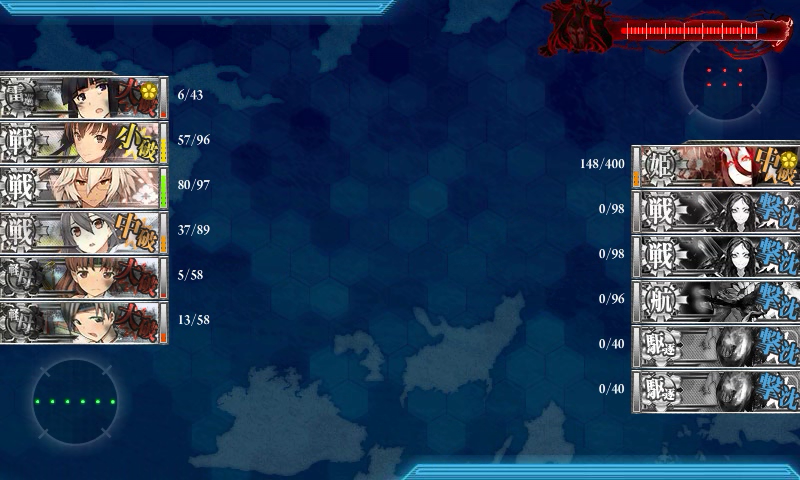 雷
大破
6/43
戦
小破
57/96
戦
80/97
戦
中破
37/89
大破
5/58
大破
13/58
148/400
姫
中破
0/98
戦
撃沈
0/98
戦
撃沈
0/96
航
撃沈
0/40
駆逐
撃沈
0/40
駆逐
撃沈